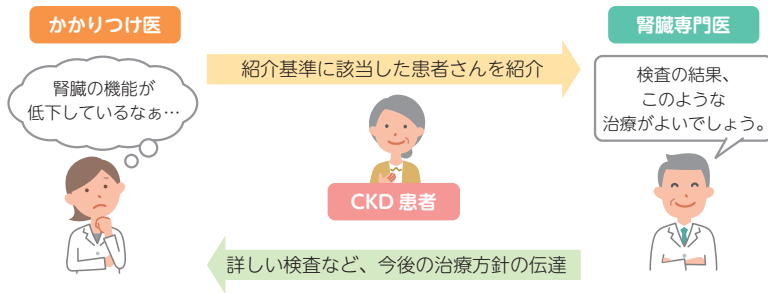 かかりつけ医
腎臓専門医
腎臓の機能が
低下しているなぁ…
紹介基準に該当した患者さんを紹介
検査の結果、
このような
治療がよいでしょう。
CKD 患者
詳しい検査など、今後の治療方針の伝達